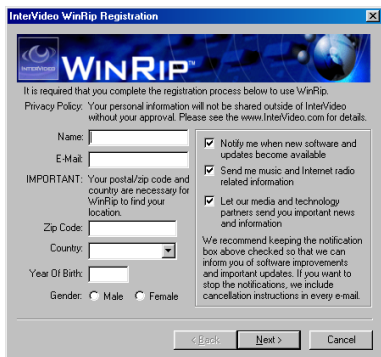 InterVideo WinRip Registration
INTERVIDEO
WINRIP™
It is required that you complete the registration process below to use WinRip.
Privacy Policy: Your personal information will not be shared outside of InterVideo
without your approval. Please see the www.InterVideo.com for details.
Name:
E-Mail:
IMPORTANT: Your postal/zip code and
country are necessary for
WinRip to find your
location.
Zip Code:
Country:
Year Of Birth:
Gender: Male Female
Notify me when new software and
updates become available
Send me music and Internet radio
related information
Let our media and technology
partners send you important news
and information
We recommend keeping the notification
box above checked so that we can
inform you of software improvements
and important updates. If you want to
stop the notifications, we include
cancellation instructions in every e-mail.
< Back Next > Cancel